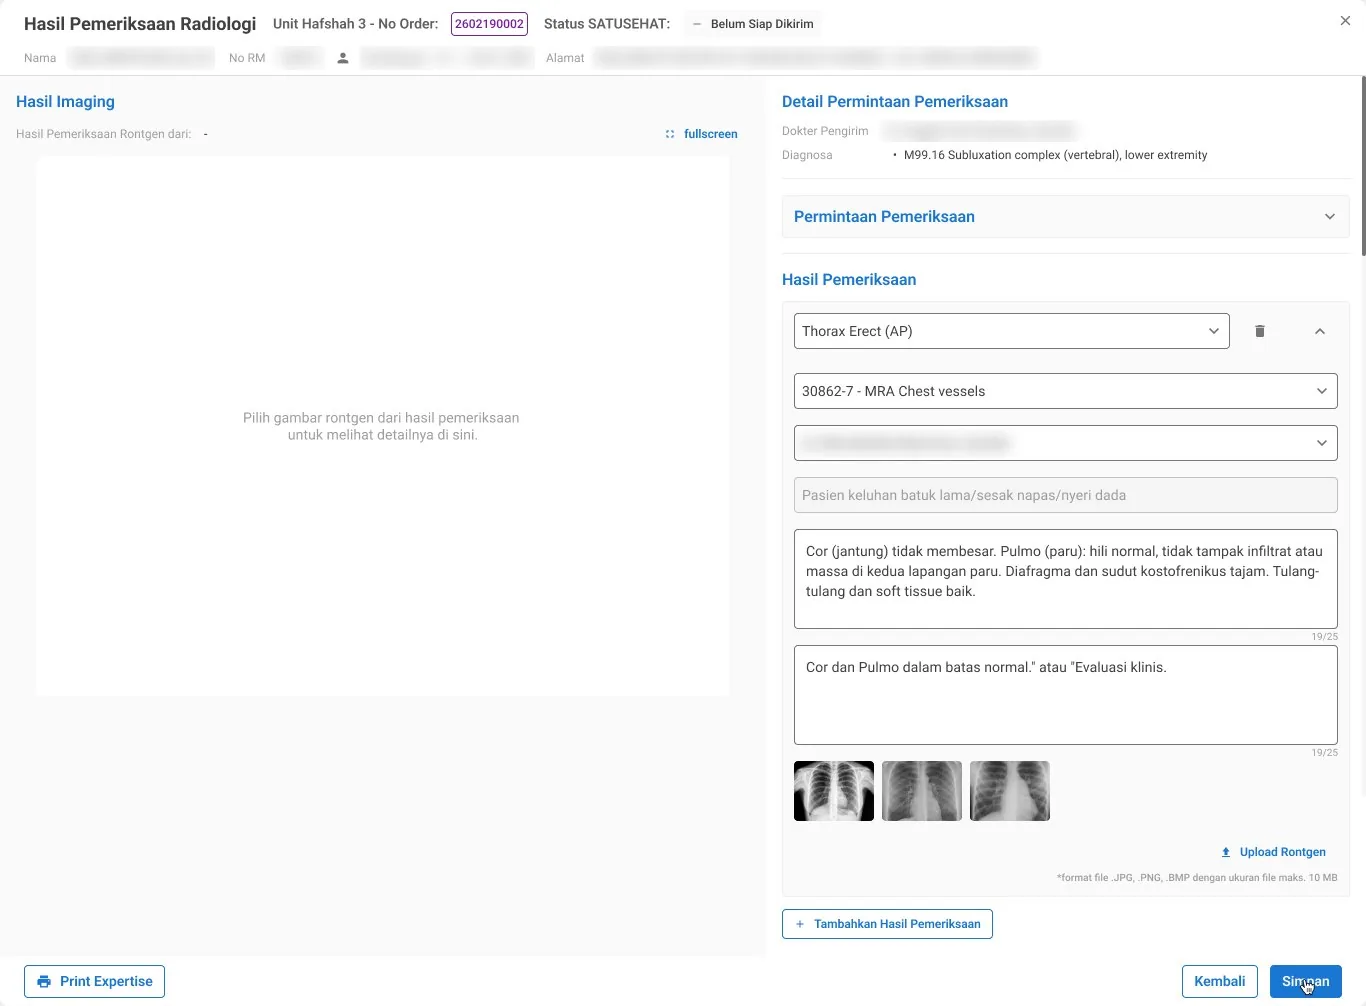 Hasil Pemeriksaan Radiologi Unit Hafshah 3 - No Order: 2602190002 Status SATUSEHAT: – Belum Siap Dikirim
Nama No RM Alamat
Hasil Imaging
Hasil Pemeriksaan Rontgen dari: -
fullscreen
Pilih gambar rontgen dari hasil pemeriksaan
untuk melihat detailnya di sini.
Detail Permintaan Pemeriksaan
Dokter Pengirim
Diagnosa • M99.16 Subluxation complex (vertebral), lower extremity
Permintaan Pemeriksaan
Hasil Pemeriksaan
Thorax Erect (AP)
30862-7 - MRA Chest vessels
Pasien keluhan batuk lama/sesak napas/nyeri dada
Cor (jantung) tidak membesar. Pulmo (paru): hili normal, tidak tampak infiltrat atau
massa di kedua lapangan paru. Diafragma dan sudut kostofrenikus tajam. Tulang-
tulang dan soft tissue baik.
19/25
Cor dan Pulmo dalam batas normal." atau "Evaluasi klinis.
19/25
Upload Rontgen
*format file .JPG, .PNG, .BMP dengan ukuran file maks. 10 MB
+ Tambahkan Hasil Pemeriksaan
Print Expertise
Kembali
Simpan